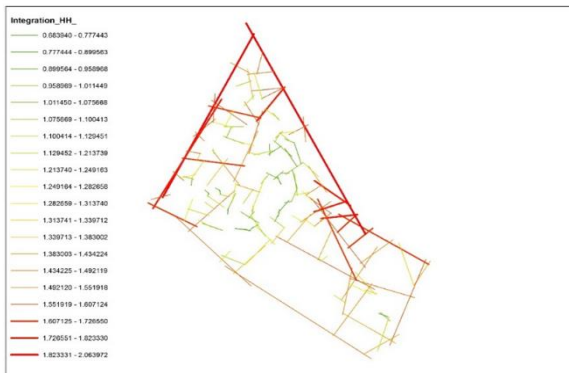 Integration_HH_
0.683940 - 0.777443
0.777444 - 0.899563
0.899564 - 0.958968
0.958969 - 1.011449
1.011450 - 1.075668
1.075669 - 1.100413
1.100414 - 1.129451
1.129452 - 1.213739
1.213740 - 1.249163
1.249164 - 1.282658
1.282659 - 1.313740
1.313741 - 1.339712
1.339713 - 1.383002
1.383003 - 1.434224
1.434225 - 1.492119
1.492120 - 1.551918
1.551919 - 1.607124
1.607125 - 1.726550
1.726551 - 1.823330
1.823331 - 2.063972